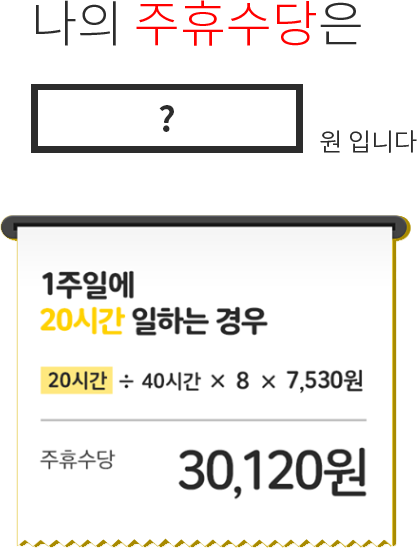 나의 주휴수당은
?
원 입니다
1주일에
20시간 일하는 경우
20시간 ÷ 40시간 × 8 × 7,530원
주휴수당 30,120원